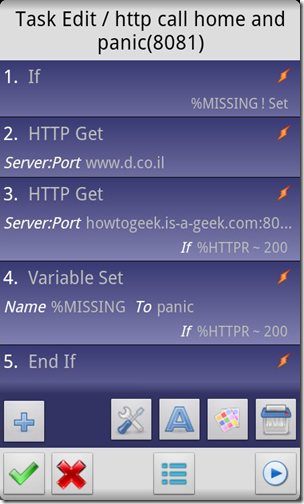 Task Edit / http call home and
panic(8081)
1. If
%MISSING ! Set
2. HTTP Get
Server:Port www.d.co.il
3. HTTP Get
Server:Port howtogeek.is-a-geek.com:80...
If %HTTPR ~ 200
4. Variable Set
Name %MISSING To panic
If %HTTPR ~ 200
5. End If
A